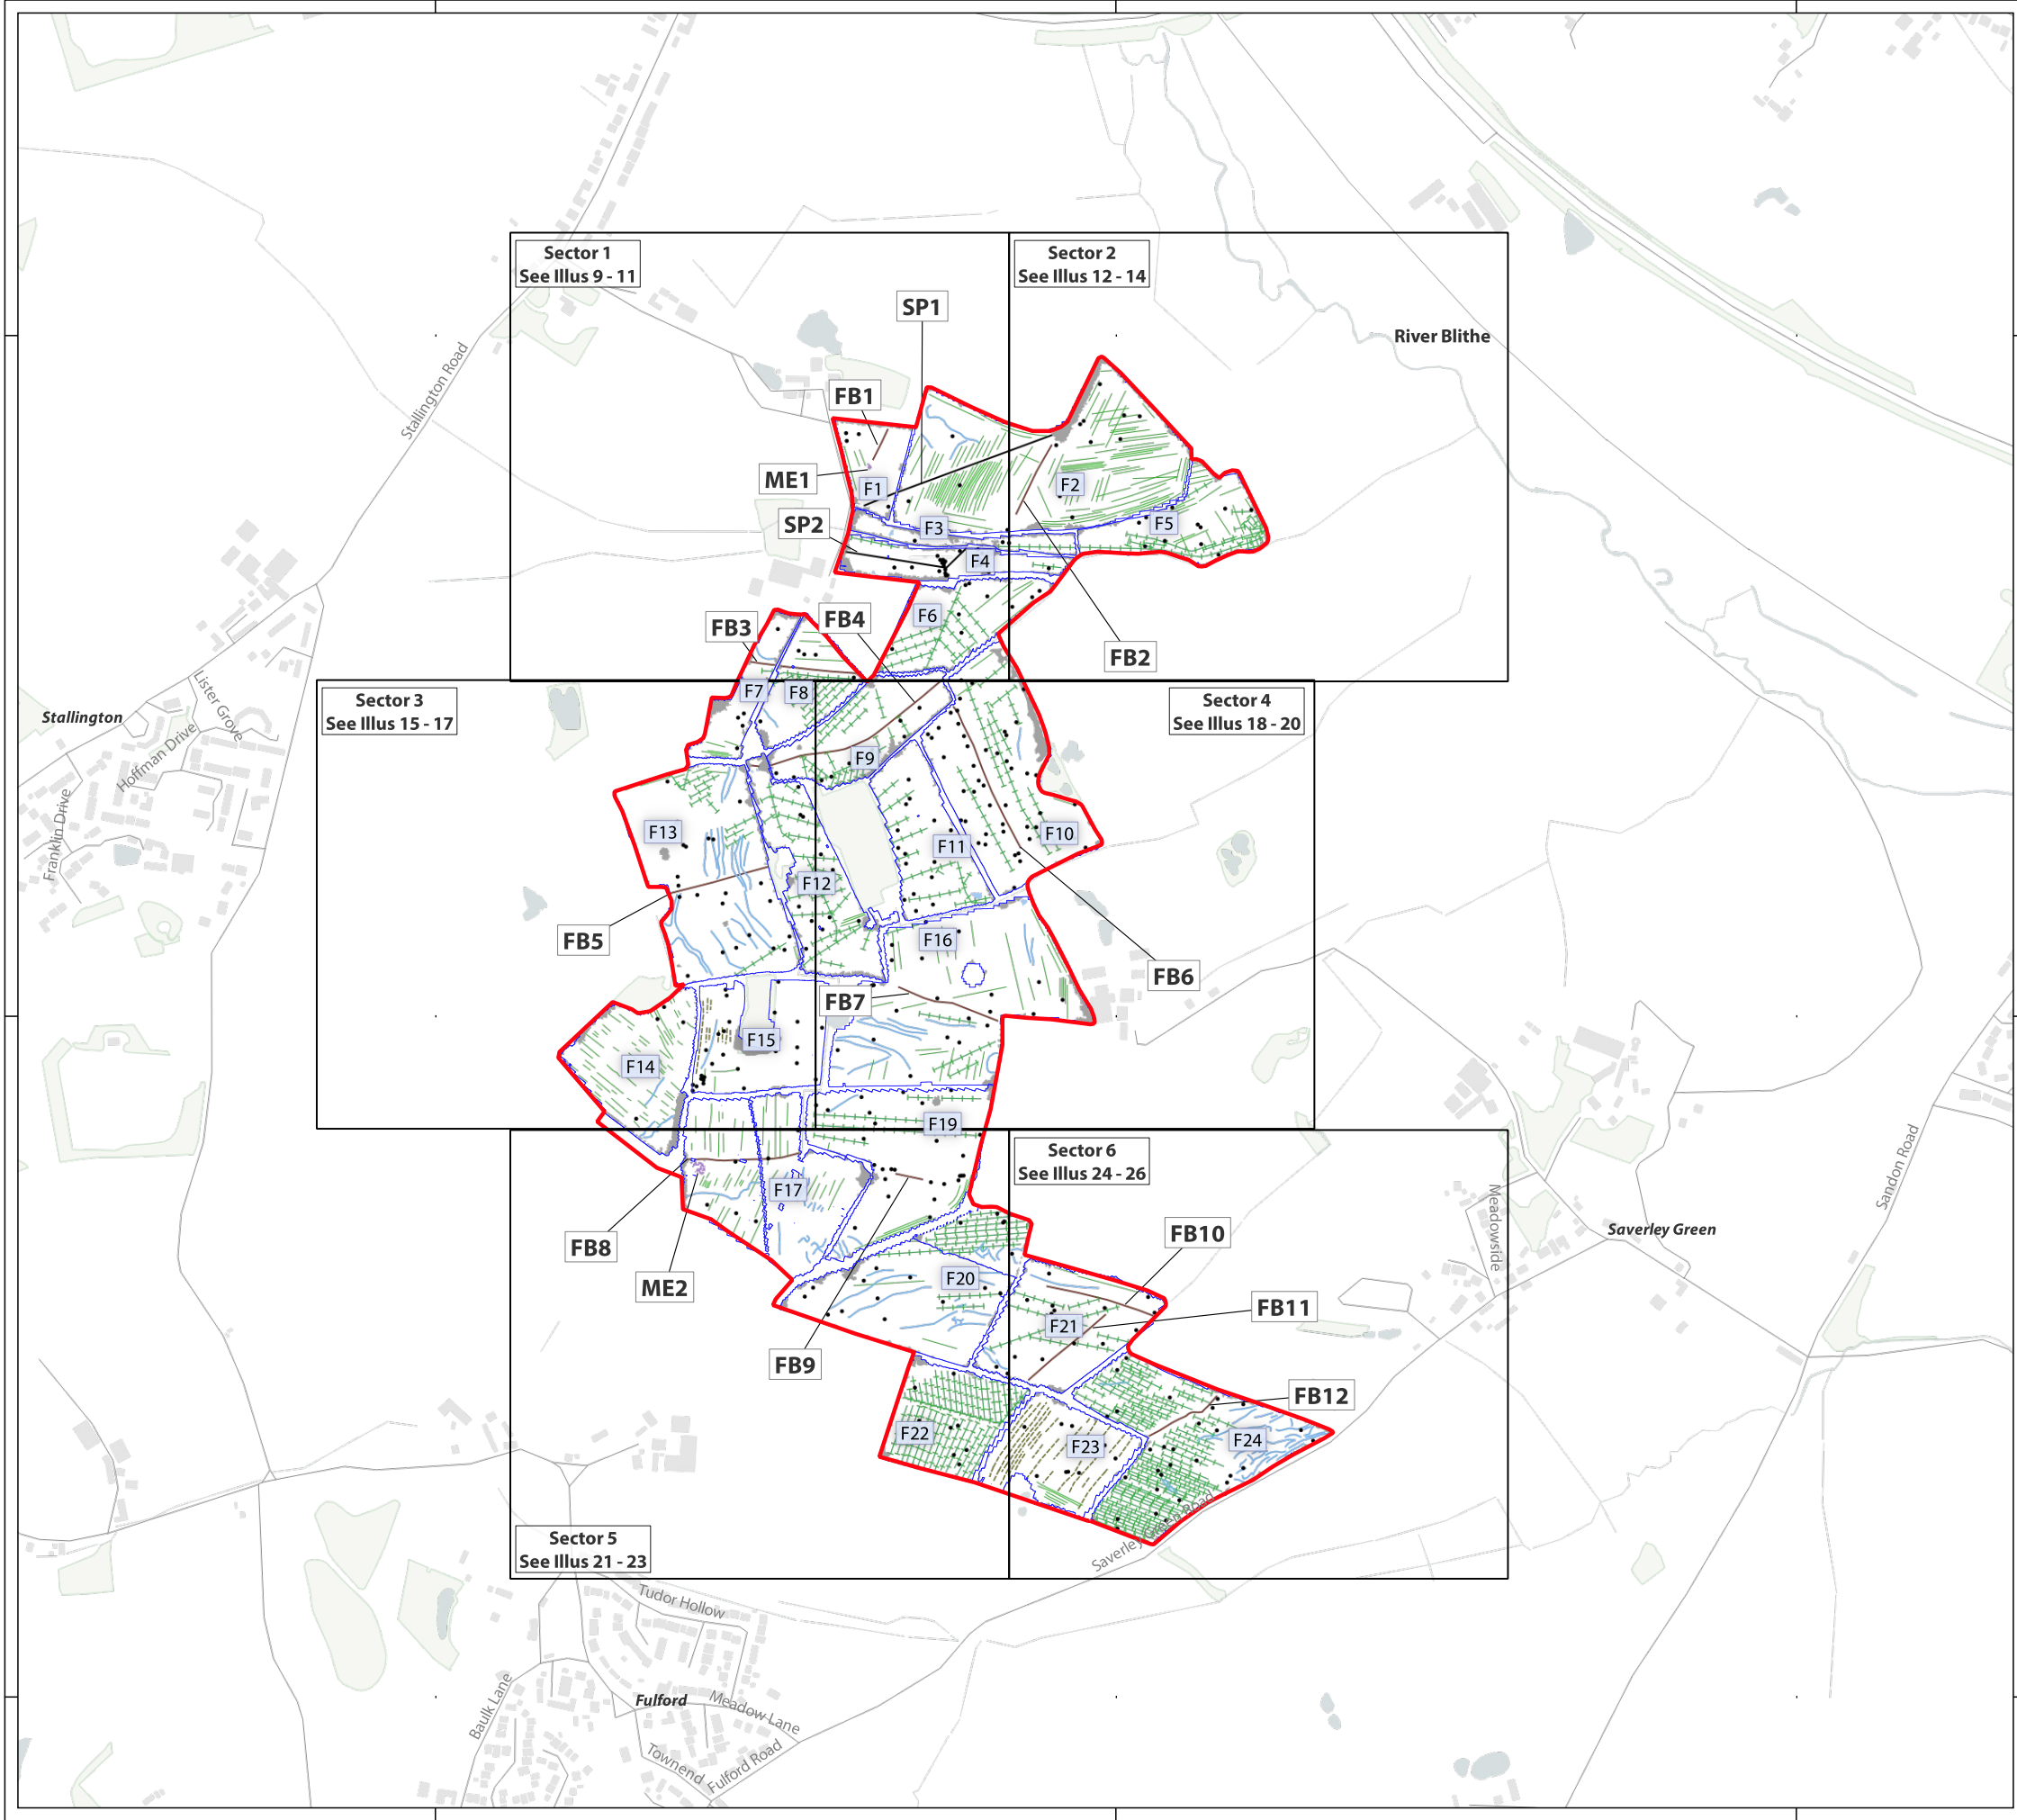 Sector 1
See Illus 9 - 11
Sector 2
See Illus 12 - 14
SP1
River Blithe
Stallington Road
FB1
ME1
F1
F2
SP2
F3
F5
F4
FB3
FB4
F6
FB2
Sector 3
See Illus 15 - 17
F7
F8
Sector 4
See Illus 18 - 20
Stallington
Lister Grove
Hoffman Drive
Franklin Drive
F9
F13
F10
F11
F12
FB5
F16
FB6
FB7
F15
F14
F19
Sector 6
See Illus 24 - 26
F17
FB8
ME2
FB10
Meadowside
Saverley Green
Sandon Road
F20
FB11
F21
FB9
FB12
F22
F23
F24
Saverley Green Road
Sector 5
See Illus 21 - 23
Tudor Hollow
Fulford
Meadow Lane
Baulk Lane
Townend
Fulford Road